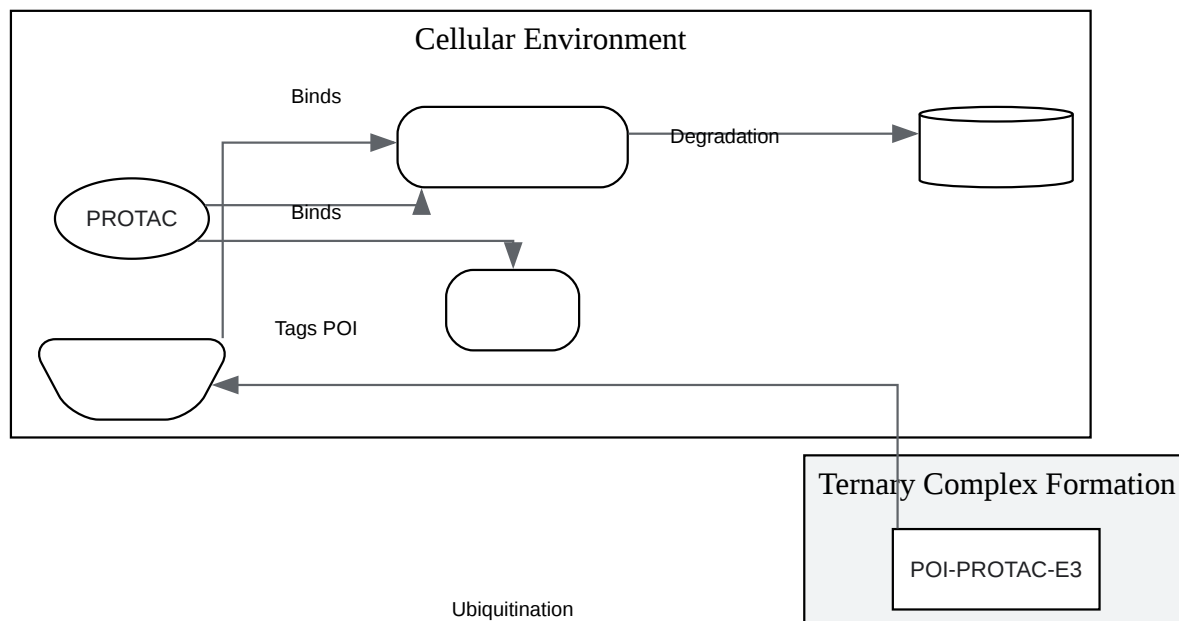 Cellular Environment
Binds
Degradation
PROTAC
Binds
Tags POI
Ternary Complex Formation
POI-PROTAC-E3
Ubiquitination